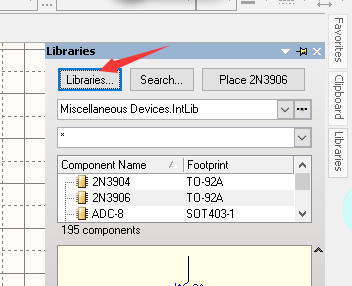 Libraries
Libraries... Search... Place 2N3906
Miscellaneous Devices.IntLib
*
Component Name Footprint
2N3904 TO-92A
2N3906 TO-92A
ADC-8 SOT403-1
195 components
Favorites
Clipboard
Libraries